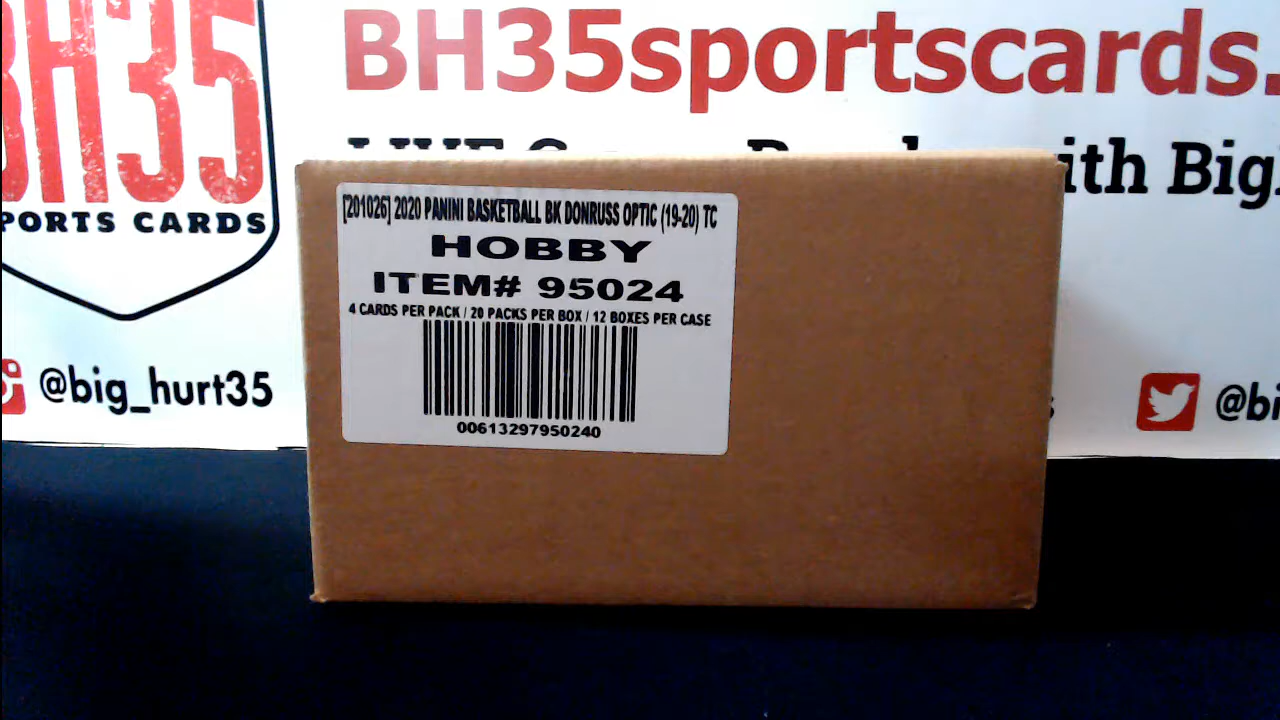 BH35
PORTS CARDS
@big_hurt35
BH35sportscards.
LIVE
ith Big
@bi
[201026] 2020 PANINI BASKETBALL BK DONRUSS OPTIC (19-20) TC
HOBBY
ITEM# 95024
4 CARDS PER PACK / 20 PACKS PER BOX / 12 BOXES PER CASE
00613297950240